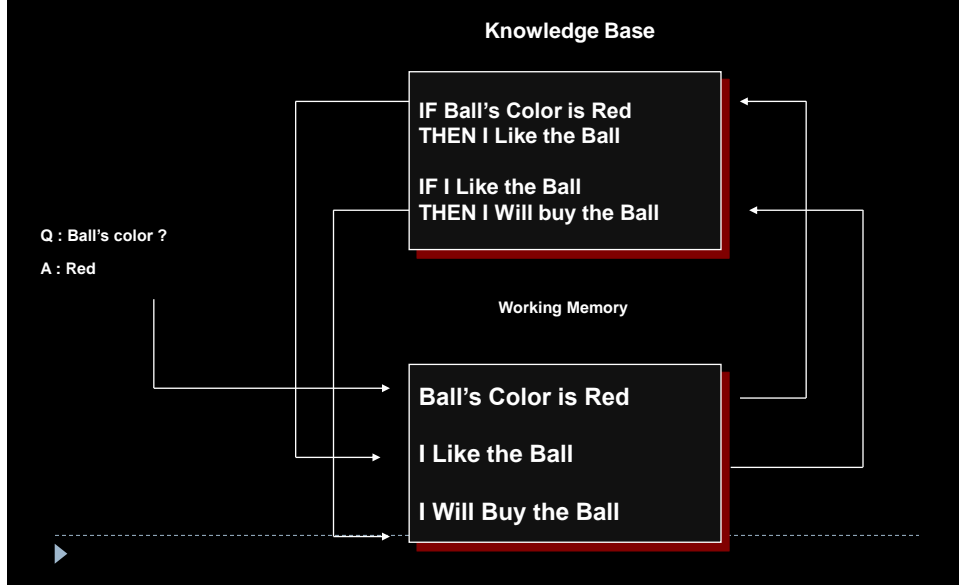 Knowledge Base
IF Ball’s Color is Red
THEN I Like the Ball
IF I Like the Ball
THEN I Will buy the Ball
Q : Ball’s color ?
A : Red
Working Memory
Ball’s Color is Red
I Like the Ball
I Will Buy the Ball